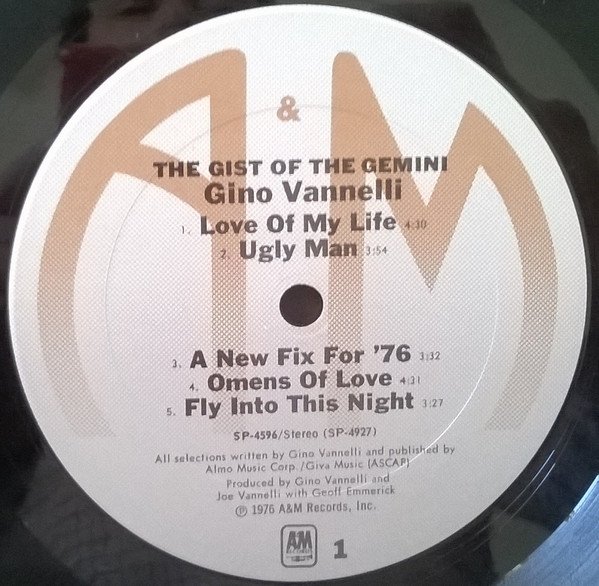 A & M
THE GIST OF THE GEMINI
Gino Vannelli
1. Love Of My Life 4:30
2. Ugly Man 3:54
3. A New Fix For '76 3:32
4. Omens Of Love 4:31
5. Fly Into This Night 3:27
SP-4596/Stereo (SP-4927)
All selections written by Gino Vannelli and published by
Almo Music Corp./Giva Music (ASCAP)
Produced by Gino Vannelli and
Joe Vannelli with Geoff Emmerick
℗ 1976 A&M Records, Inc.
AM
RECORDS
1